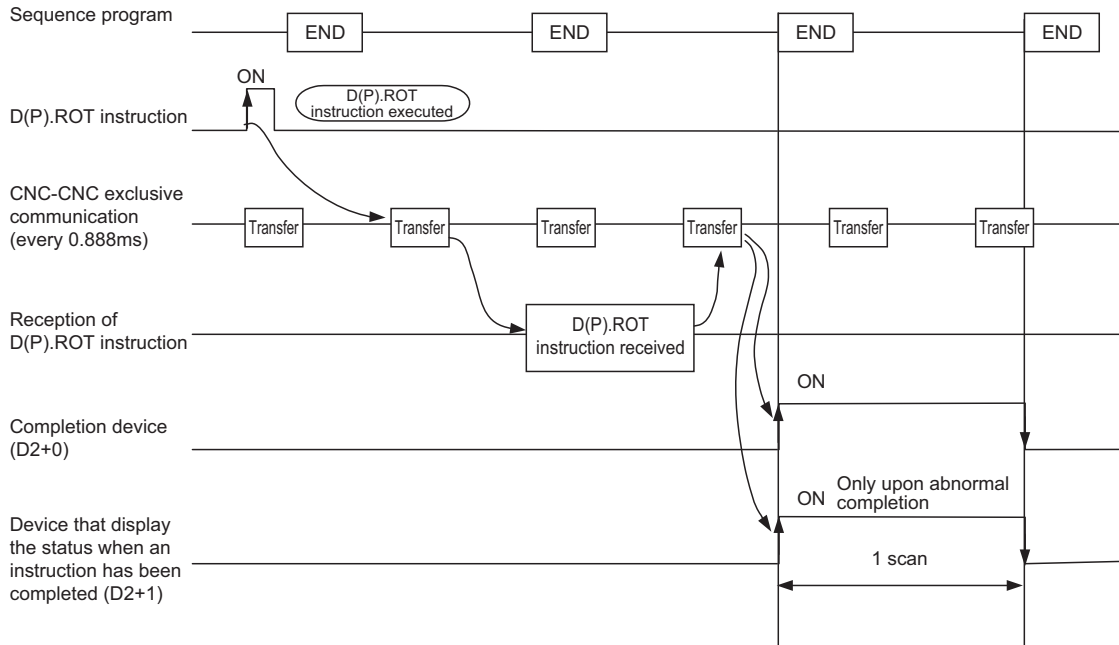 Sequence program
END
END
END
END
ON
D(P).ROT
instruction executed
D(P).ROT instruction
CNC-CNC exclusive
communication
(every 0.888ms)
Transfer
Transfer
Transfer
Transfer
Transfer
Transfer
Reception of
D(P).ROT instruction
D(P).ROT
instruction received
ON
Completion device
(D2+0)
ON
Only upon abnormal
completion
Device that display
the status when an
instruction has been
completed (D2+1)
1 scan